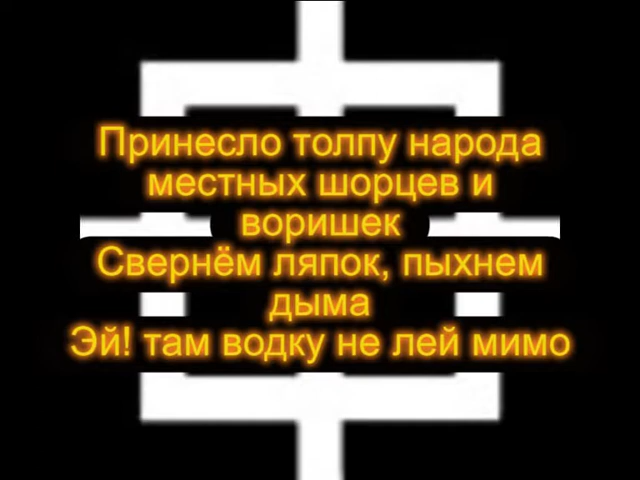 Принесло толпу народа
местных шорцев и
воришек
Свернём ляпок, пыхнем
дыма
Эй! там водку не лей мимо